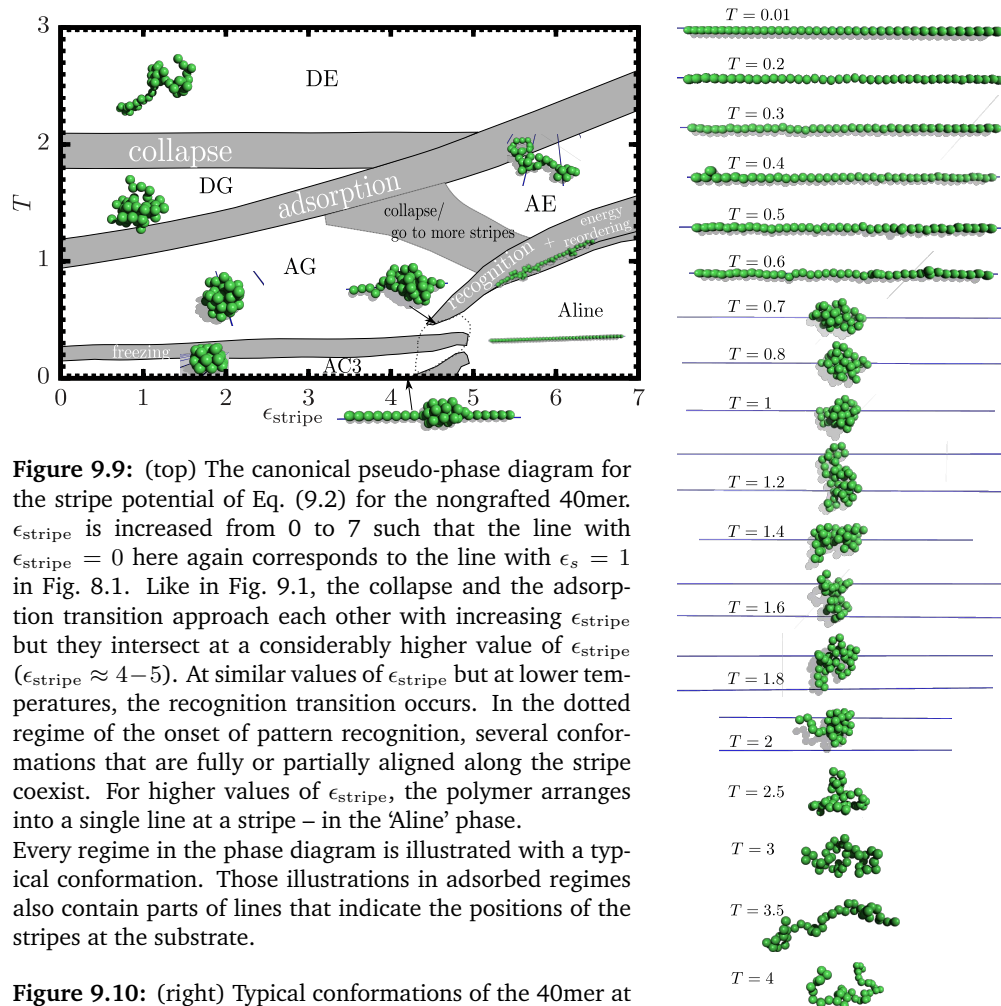 3
2
1
0
T
DE
collapse
DG
adsorption
collapse/
go to more stripes
AE
recognition + energy
reordering
AG
Aline
freezing
AC3
0 1 2 3 4 5 6 7
ϵstripe
T = 0.01
T = 0.2
T = 0.3
T = 0.4
T = 0.5
T = 0.6
T = 0.7
T = 0.8
T = 1
T = 1.2
T = 1.4
T = 1.6
T = 1.8
T = 2
T = 2.5
T = 3
T = 3.5
T = 4
Figure 9.9: (top) The canonical pseudo-phase diagram for
the stripe potential of Eq. (9.2) for the nongrafted 40mer.
ϵstripe is increased from 0 to 7 such that the line with
ϵstripe = 0 here again corresponds to the line with ϵs = 1
in Fig. 8.1. Like in Fig. 9.1, the collapse and the adsorp-
tion transition approach each other with increasing ϵstripe
but they intersect at a considerably higher value of ϵstripe
(ϵstripe ≈ 4−5). At similar values of ϵstripe but at lower tem-
peratures, the recognition transition occurs. In the dotted
regime of the onset of pattern recognition, several confor-
mations that are fully or partially aligned along the stripe
coexist. For higher values of ϵstripe, the polymer arranges
into a single line at a stripe – in the ‘Aline’ phase.
Every regime in the phase diagram is illustrated with a typ-
ical conformation. Those illustrations in adsorbed regimes
also contain parts of lines that indicate the positions of the
stripes at the substrate.
Figure 9.10: (right) Typical conformations of the 40mer at